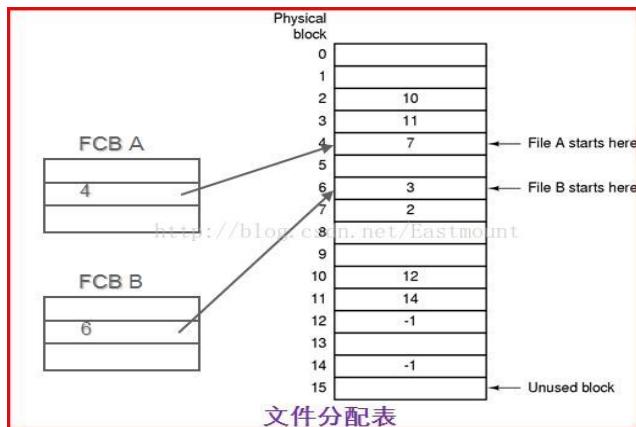 Physical
block
0
1
2 10
3 11
FCB A
4 7 File A starts here
5
4
6 3 File B starts here
7 2
http://blog.csdn.net/Eastmount
8
9
FCB B
10 12
11 14
6
12 -1
13
14 -1
15 Unused block
文件分配表